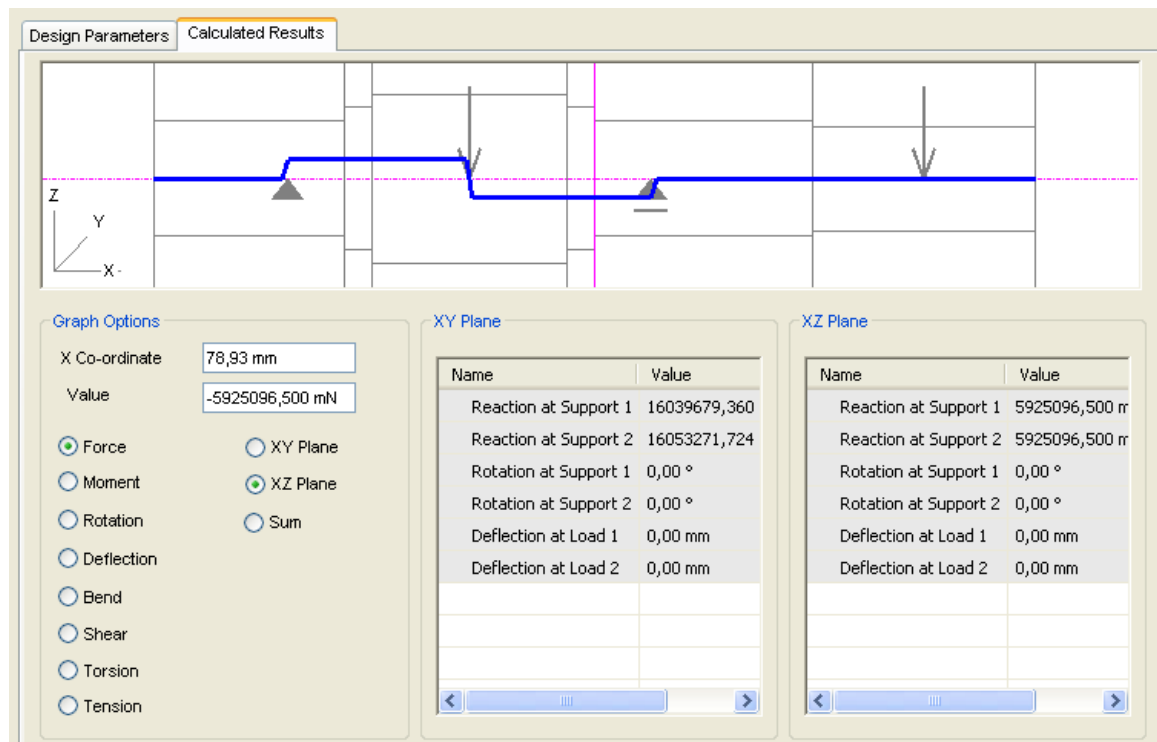 Design Parameters Calculated Results
Z
Y
X
Graph Options
X Co-ordinate 78,93 mm
Value -5925096,500 mN
Force XY Plane
Moment XZ Plane
Rotation Sum
Deflection
Bend
Shear
Torsion
Tension
XY Plane
Name Value
Reaction at Support 1 16039679,360
Reaction at Support 2 16053271,724
Rotation at Support 1 0,00 °
Rotation at Support 2 0,00 °
Deflection at Load 1 0,00 mm
Deflection at Load 2 0,00 mm
XZ Plane
Name Value
Reaction at Support 1 5925096,500 m
Reaction at Support 2 5925096,500 m
Rotation at Support 1 0,00 °
Rotation at Support 2 0,00 °
Deflection at Load 1 0,00 mm
Deflection at Load 2 0,00 mm